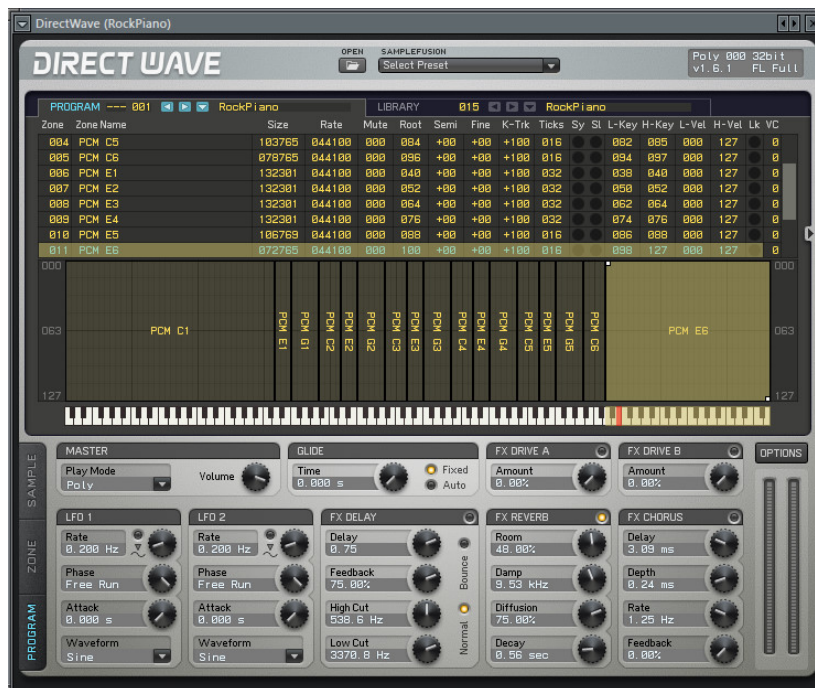 DirectWave (RockPiano)
DIRECT WAVE
OPEN SAMPLEFUSION
Select Preset
Poly 000 32bit
v1.6.1 FL Full
PROGRAM --- 001 RockPiano LIBRARY 015 RockPiano
Zone Zone Name Size Rate Mute Root Semi Fine K-Trk Ticks Sy Sl L-Key H-Key L-Vel H-Vel Lk VC
004 PCM C5 103765 044100 000 084 +00 +00 +100 016 082 085 000 127 0
005 PCM C6 078765 044100 000 096 +00 +00 +100 016 094 097 000 127 0
006 PCM E1 132301 044100 000 040 +00 +00 +100 032 038 040 000 127 0
007 PCM E2 132301 044100 000 052 +00 +00 +100 032 050 052 000 127 0
008 PCM E3 132301 044100 000 064 +00 +00 +100 032 062 064 000 127 0
009 PCM E4 132301 044100 000 076 +00 +00 +100 032 074 076 000 127 0
010 PCM E5 106769 044100 000 088 +00 +00 +100 016 086 088 000 127 0
011 PCM E6 072765 044100 000 100 +00 +00 +100 016 098 127 000 127 0
000 000
063 PCM C1 PCM E1 PCM G1 PCM C2 PCM E2 PCM G2 PCM C3 PCM E3 PCM G3 PCM C4 PCM E4 PCM G4 PCM C5 PCM E5 PCM G5 PCM C6 PCM E6 063
127 127
SAMPLE
ZONE
PROGRAM
MASTER
Play Mode
Poly
Volume
GLIDE
Time
0.000 s
Fixed
Auto
FX DRIVE A
Amount
0.00%
FX DRIVE B
Amount
0.00%
OPTIONS
LFO 1
Rate
0.200 Hz
Phase
Free Run
Attack
0.000 s
Waveform
Sine
LFO 2
Rate
0.200 Hz
Phase
Free Run
Attack
0.000 s
Waveform
Sine
FX DELAY
Delay
0.75
Feedback
75.00%
High Cut
538.6 Hz
Low Cut
3370.8 Hz
Bounce
Normal
FX REVERB
Room
48.00%
Damp
9.53 kHz
Diffusion
75.00%
Decay
0.56 sec
FX CHORUS
Delay
3.09 ms
Depth
0.24 ms
Rate
1.25 Hz
Feedback
0.00%